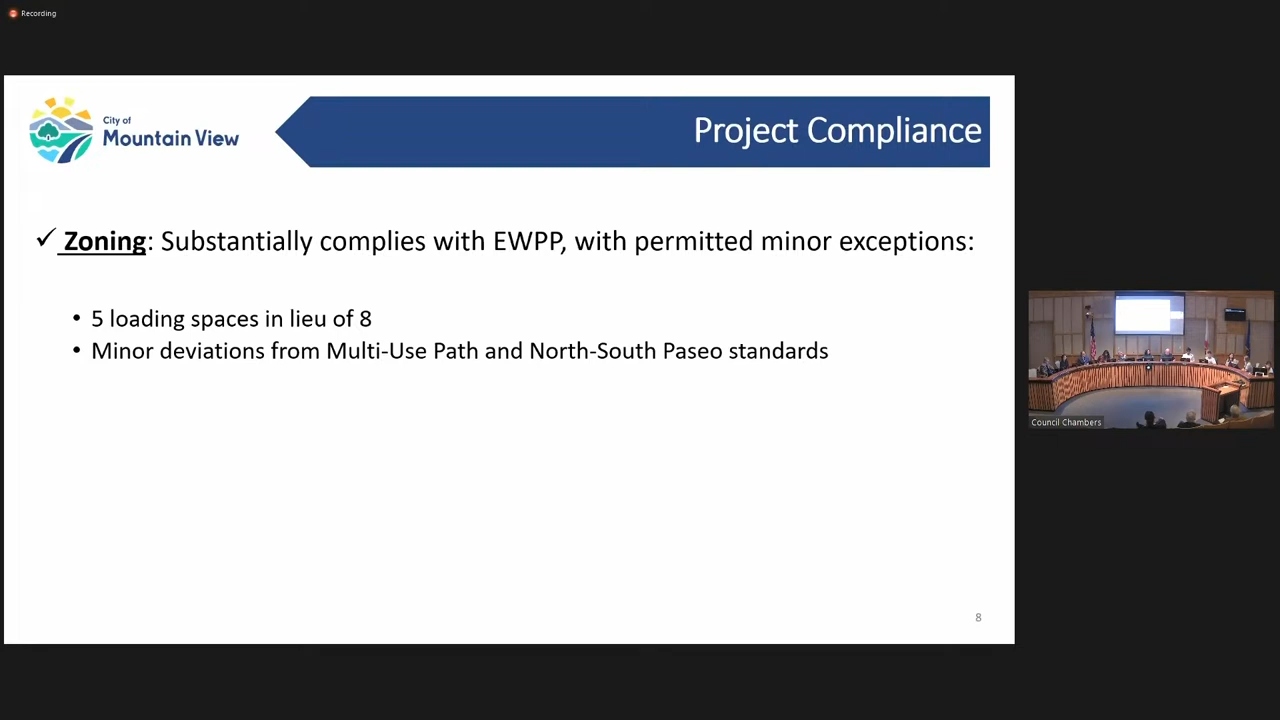 Recording
City of
Mountain View
Project Compliance
✓ Zoning: Substantially complies with EWPP, with permitted minor exceptions:
• 5 loading spaces in lieu of 8
• Minor deviations from Multi-Use Path and North-South Paseo standards
8
Council Chambers